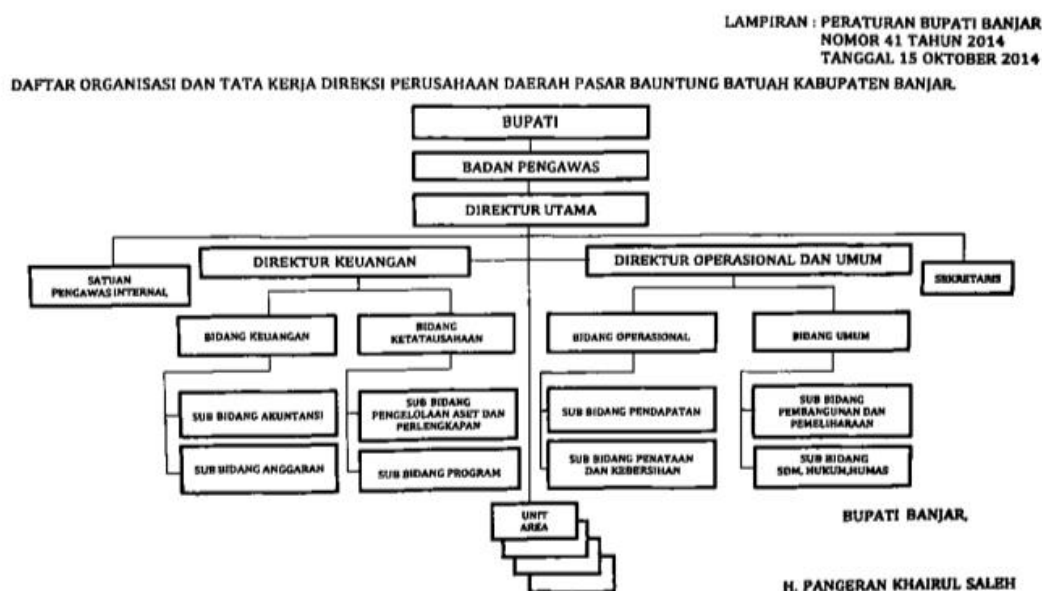 LAMPIRAN : PERATURAN BUPATI BANJAR
NOMOR 41 TAHUN 2014
TANGGAL 15 OKTOBER 2014
DAFTAR ORGANISASI DAN TATA KERJA DIREKSI PERUSAHAAN DAERAH PASAR BAUNTUNG BATUAH KABUPATEN BANJAR.
BUPATI
BADAN PENGAWAS
DIREKTUR UTAMA
SATUAN
PENGAWAS INTERNAL
DIREKTUR KEUANGAN
DIREKTUR OPERASIONAL DAN UMUM
SEKRETARIS
BIDANG KEUANGAN
BIDANG
KETATAUSAHAAN
BIDANG OPERASIONAL
BIDANG UMUM
SUB BIDANG AKUNTANSI
SUB BIDANG
PENGELOLAAN ASET DAN
PERLENGKAPAN
SUB BIDANG PENDAPATAN
SUB BIDANG
PEMBANGUNAN DAN
PEMELIHARAAN
SUB BIDANG ANGGARAN
SUB BIDANG PROGRAM
SUB BIDANG PENATAAN
DAN KEBERSIHAN
SUB BIDANG
SDM, HUKUM,HUMAS
UNIT
AREA
BUPATI BANJAR,
H. PANGERAN KHAIRUL SALEH